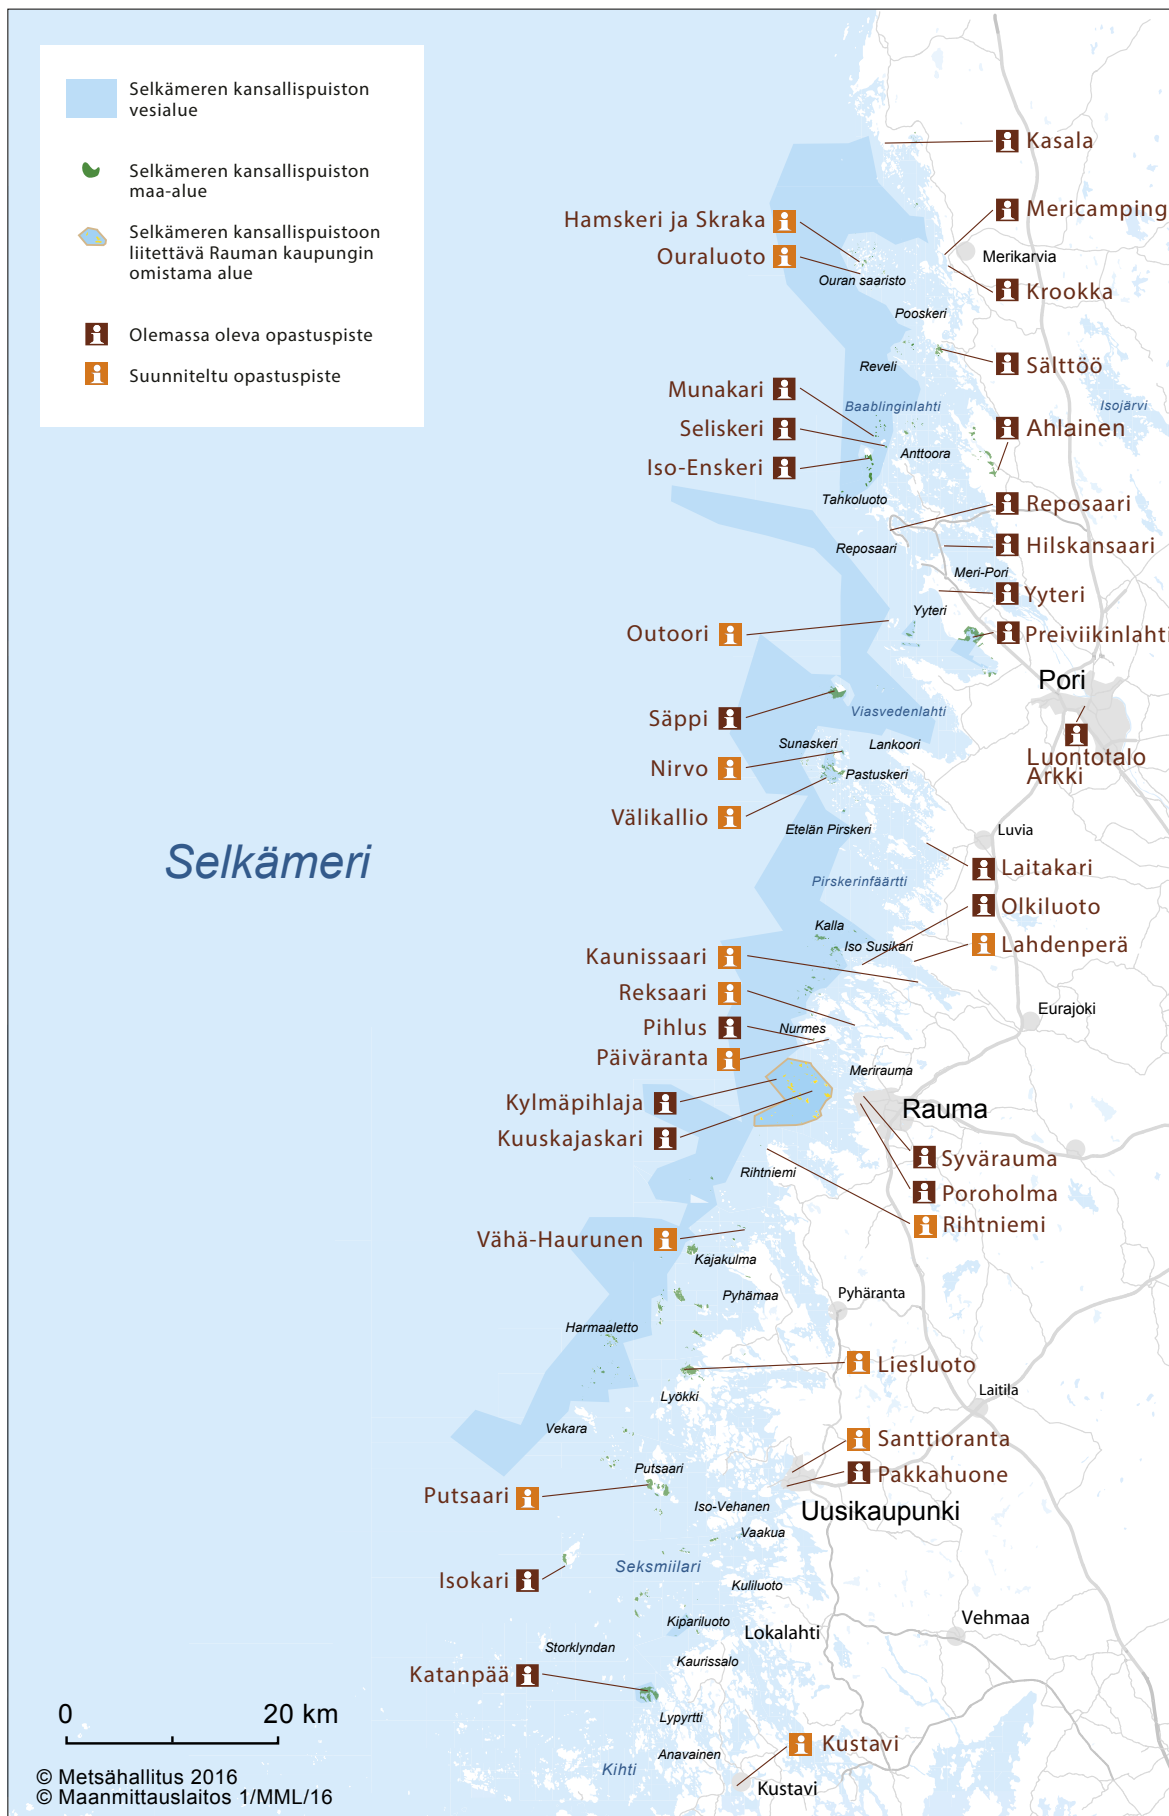 Selkämeren kansallispuiston
vesialue
Selkämeren kansallispuiston
maa-alue
Selkämeren kansallispuistoon
liitettävä Rauman kaupungin
omistama alue
Olemassa oleva opastuspiste
Suunniteltu opastuspiste
Kasala
Mericamping
Hamskeri ja Skraka
Merikarvia
Ouraluoto
Ouran saaristo
Krookka
Pooskeri
Sälttöö
Reveli
Munakari
Baablinginlahti
Isojärvi
Seliskeri
Ahlainen
Anttoora
Iso-Enskeri
Tahkoluoto
Reposaari
Reposaari
Hilskansaari
Meri-Pori
Yyteri
Yyteri
Outoori
Preiviikinlahti
Pori
Säppi
Viasvedenlahti
Sunaskeri
Lankoori
Luontotalo
Arkki
Nirvo
Pastuskeri
Välikallio
Etelän Pirskeri
Luvia
Selkämeri
Laitakari
Pirskerinfäärtti
Olkiluoto
Kalla
Iso Susikari
Lahdenperä
Kaunissaari
Reksaari
Eurajoki
Pihlus
Nurmes
Päiväranta
Merirauma
Kylmäpihlaja
Rauma
Kuuskajaskari
Syvärauma
Rihtniemi
Poroholma
Rihtniemi
Vähä-Haurunen
Kajakulma
Pyhämaa
Pyhäranta
Harmaaletto
Liesluoto
Lyökki
Laitila
Vekara
Santtioranta
Putsaari
Pakkahuone
Putsaari
Iso-Vehanen
Uusikaupunki
Vaakua
Seksmiilari
Isokari
Kuliluoto
Kipariluoto
Lokalahti
Vehmaa
Storklyndan
Kaurissalo
Katanpää
Lypyrtti
0 20 km
Kustavi
Anavainen
Kihti
Kustavi
© Metsähallitus 2016
© Maanmittauslaitos 1/MML/16